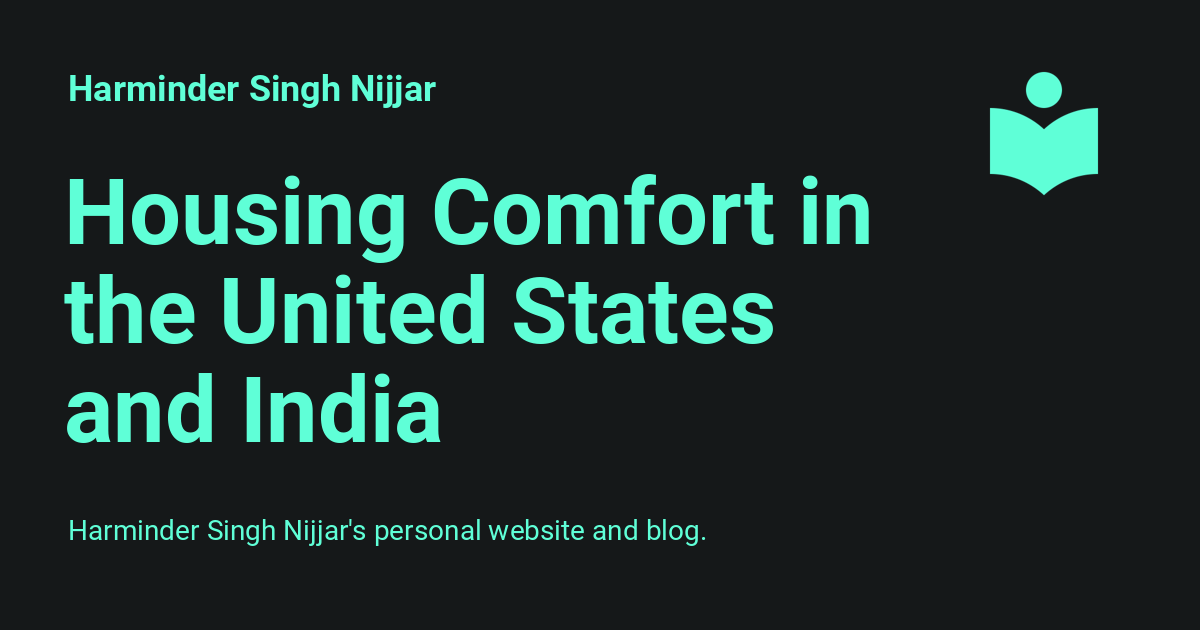 Harminder Singh Nijjar
Housing Comfort in
the United States
and India
Harminder Singh Nijjar's personal website and blog.